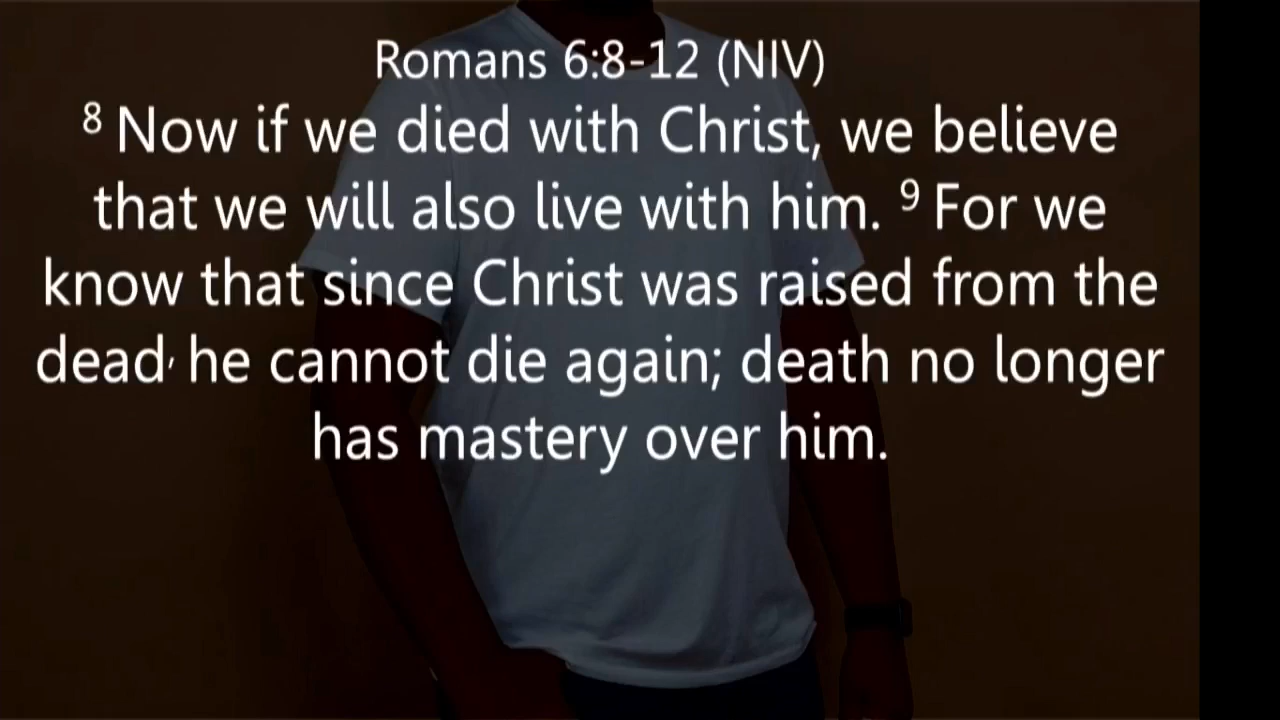 Romans 6:8-12 (NIV)
8 Now if we died with Christ, we believe
that we will also live with him. 9 For we
know that since Christ was raised from the
dead, he cannot die again; death no longer
has mastery over him.